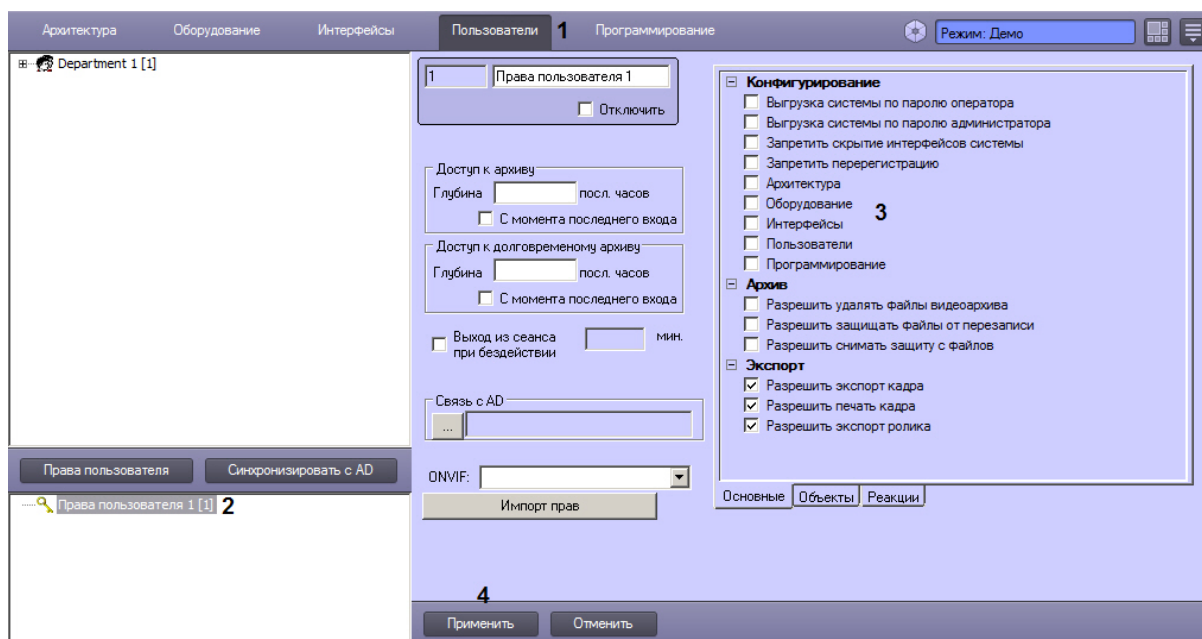 Архитектура Оборудование Интерфейсы Пользователи 1 Программирование Режим: Демо
Department 1 [1]
1 Права пользователя 1
Отключить
Доступ к архиву
Глубина посл. часов
С момента последнего входа
Доступ к долговременому архиву
Глубина посл. часов
С момента последнего входа
Выход из сеанса при бездействии мин.
Связь с AD
...
ONVIF:
Импорт прав
Конфигурирование
Выгрузка системы по паролю оператора
Выгрузка системы по паролю администратора
Запретить скрытие интерфейсов системы
Запретить перерегистрацию
Архитектура
Оборудование
Интерфейсы
3
Пользователи
Программирование
Архив
Разрешить удалять файлы видеоархива
Разрешить защищать файлы от перезаписи
Разрешить снимать защиту с файлов
Экспорт
Разрешить экспорт кадра
Разрешить печать кадра
Разрешить экспорт ролика
Основные Объекты Реакции
Права пользователя Синхронизировать с AD
Права пользователя 1 [1] 2
4
Применить Отменить